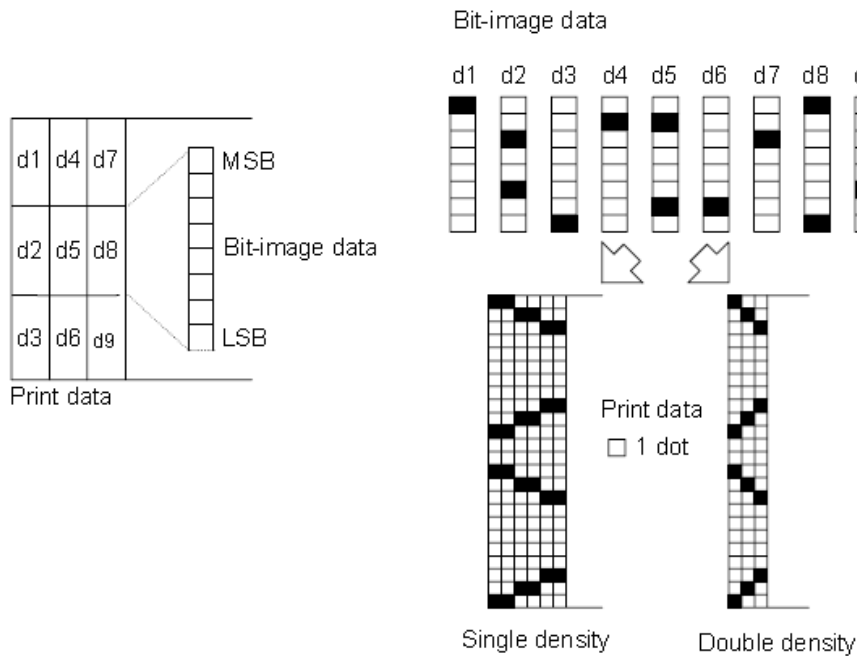 Bit-image data
d1 d2 d3 d4 d5 d6 d7 d8
d1 d4 d7
MSB
d2 d5 d8
Bit-image data
d3 d6 d9
LSB
Print data
Print data
1 dot
Single density
Double density